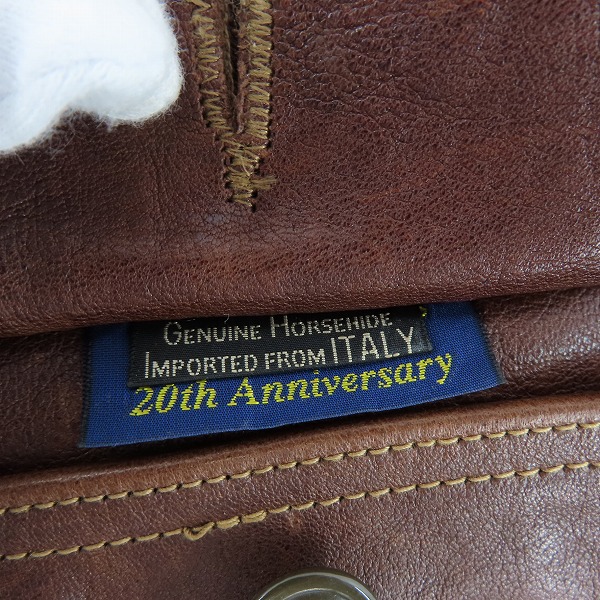 GENUINE HORSEHIDE
IMPORTED FROM ITALY
20th Anniversary